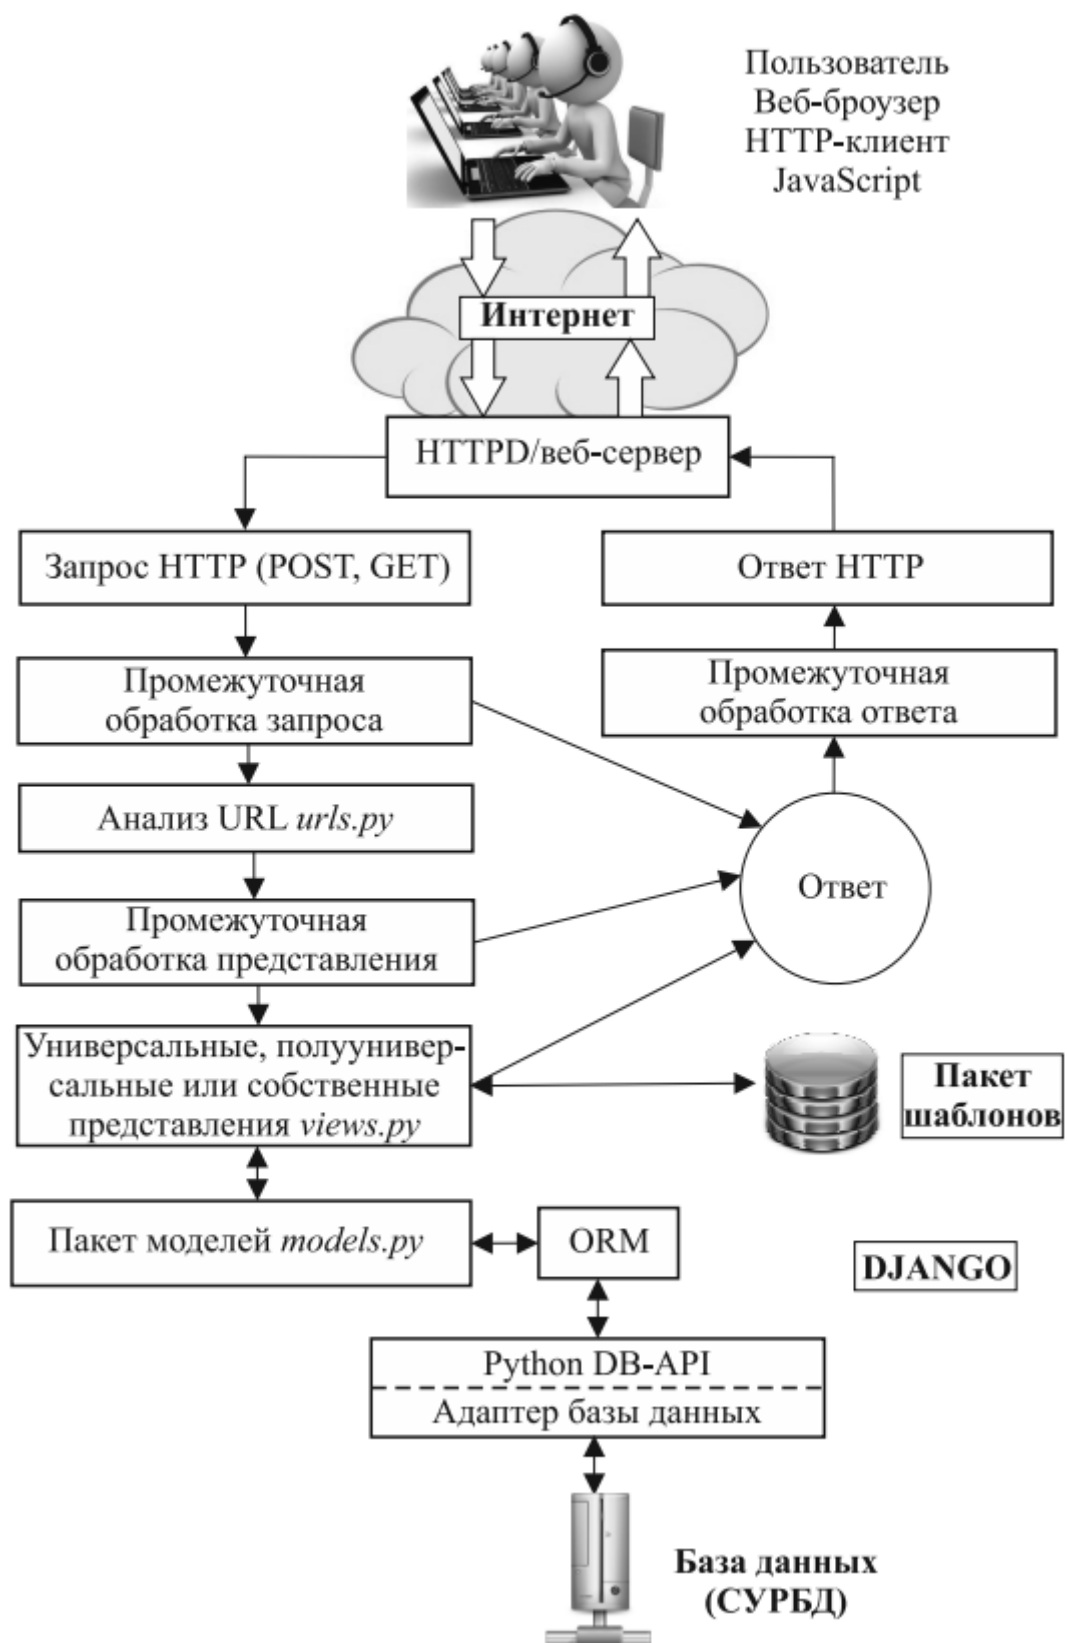 Пользователь
Веб-броузер
HTTP-клиент
JavaScript
Интернет
HTTPD/веб-сервер
Запрос HTTP (POST, GET)
Ответ HTTP
Промежуточная
обработка запроса
Промежуточная
обработка ответа
Анализ URL urls.py
Ответ
Промежуточная
обработка представления
Универсальные, полуунивер-
сальные или собственные
представления views.py
Пакет
шаблонов
Пакет моделей models.py
ORM
DJANGO
Python DB-API
Адаптер базы данных
База данных
(СУРБД)